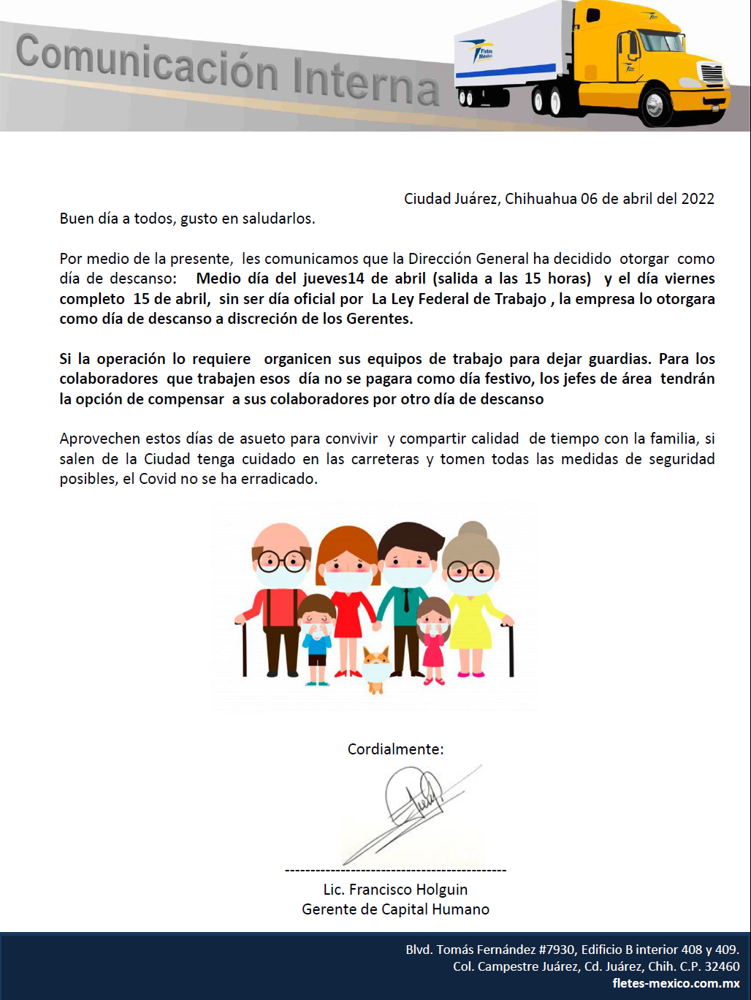 Comunicación Interna
Fletes
México
Ciudad Juárez, Chihuahua 06 de abril del 2022
Buen día a todos, gusto en saludarlos.
Por medio de la presente,  les comunicamos que la Dirección General ha decidido  otorgar  como
día de descanso:   Medio día del jueves14 de abril (salida a las 15 horas)  y el día viernes
completo  15 de abril,  sin ser día oficial por  La Ley Federal de Trabajo , la empresa lo otorgara
como día de descanso a discreción de los Gerentes.
Si la operación lo requiere  organicen sus equipos de trabajo para dejar guardias. Para los
colaboradores  que trabajen esos  día no se pagara como día festivo, los jefes de área  tendrán
la opción de compensar  a sus colaboradores por otro día de descanso
Aprovechen estos días de asueto para convivir  y compartir calidad  de tiempo con la familia, si
salen de la Ciudad tenga cuidado en las carreteras y tomen todas las medidas de seguridad
posibles, el Covid no se ha erradicado.
Cordialmente:
--------------------------------------------
Lic. Francisco Holguin
Gerente de Capital Humano
Blvd. Tomás Fernández #7930, Edificio B interior 408 y 409.
Col. Campestre Juárez, Cd. Juárez, Chih. C.P. 32460
fletes-mexico.com.mx